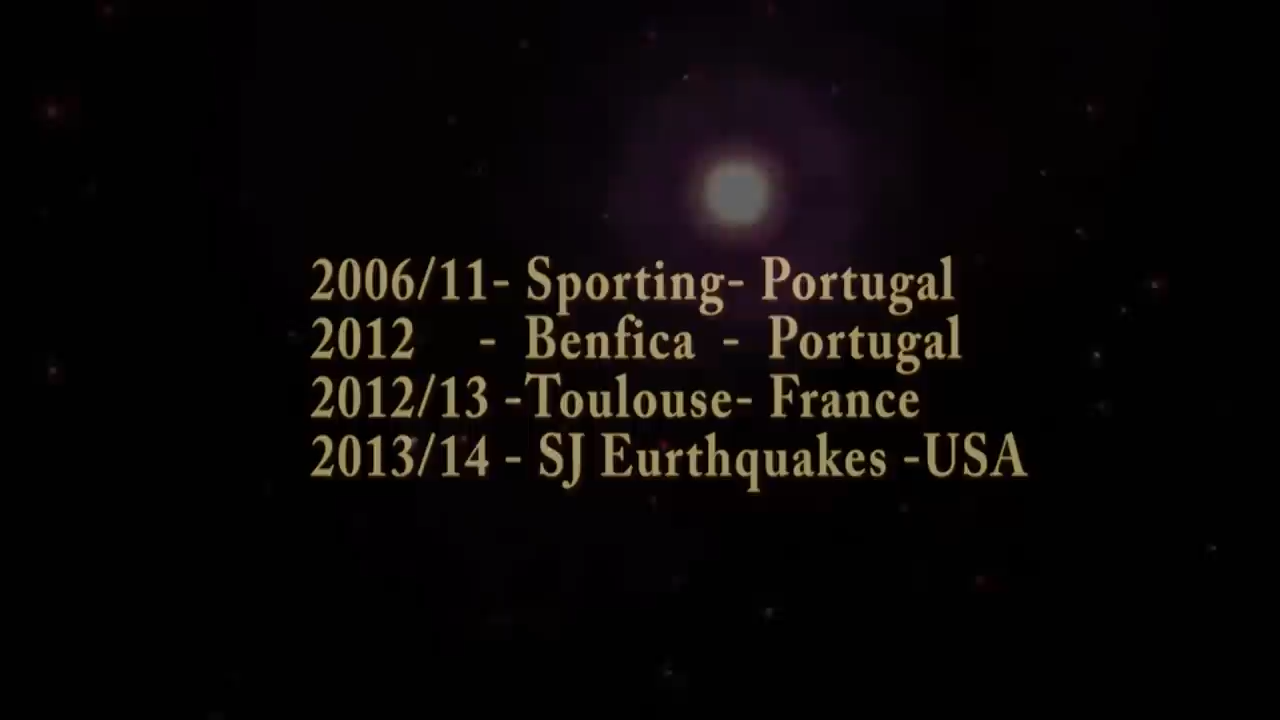 2006/11- Sporting- Portugal
2012 - Benfica - Portugal
2012/13 -Toulouse- France
2013/14 - SJ Eurthquakes -USA